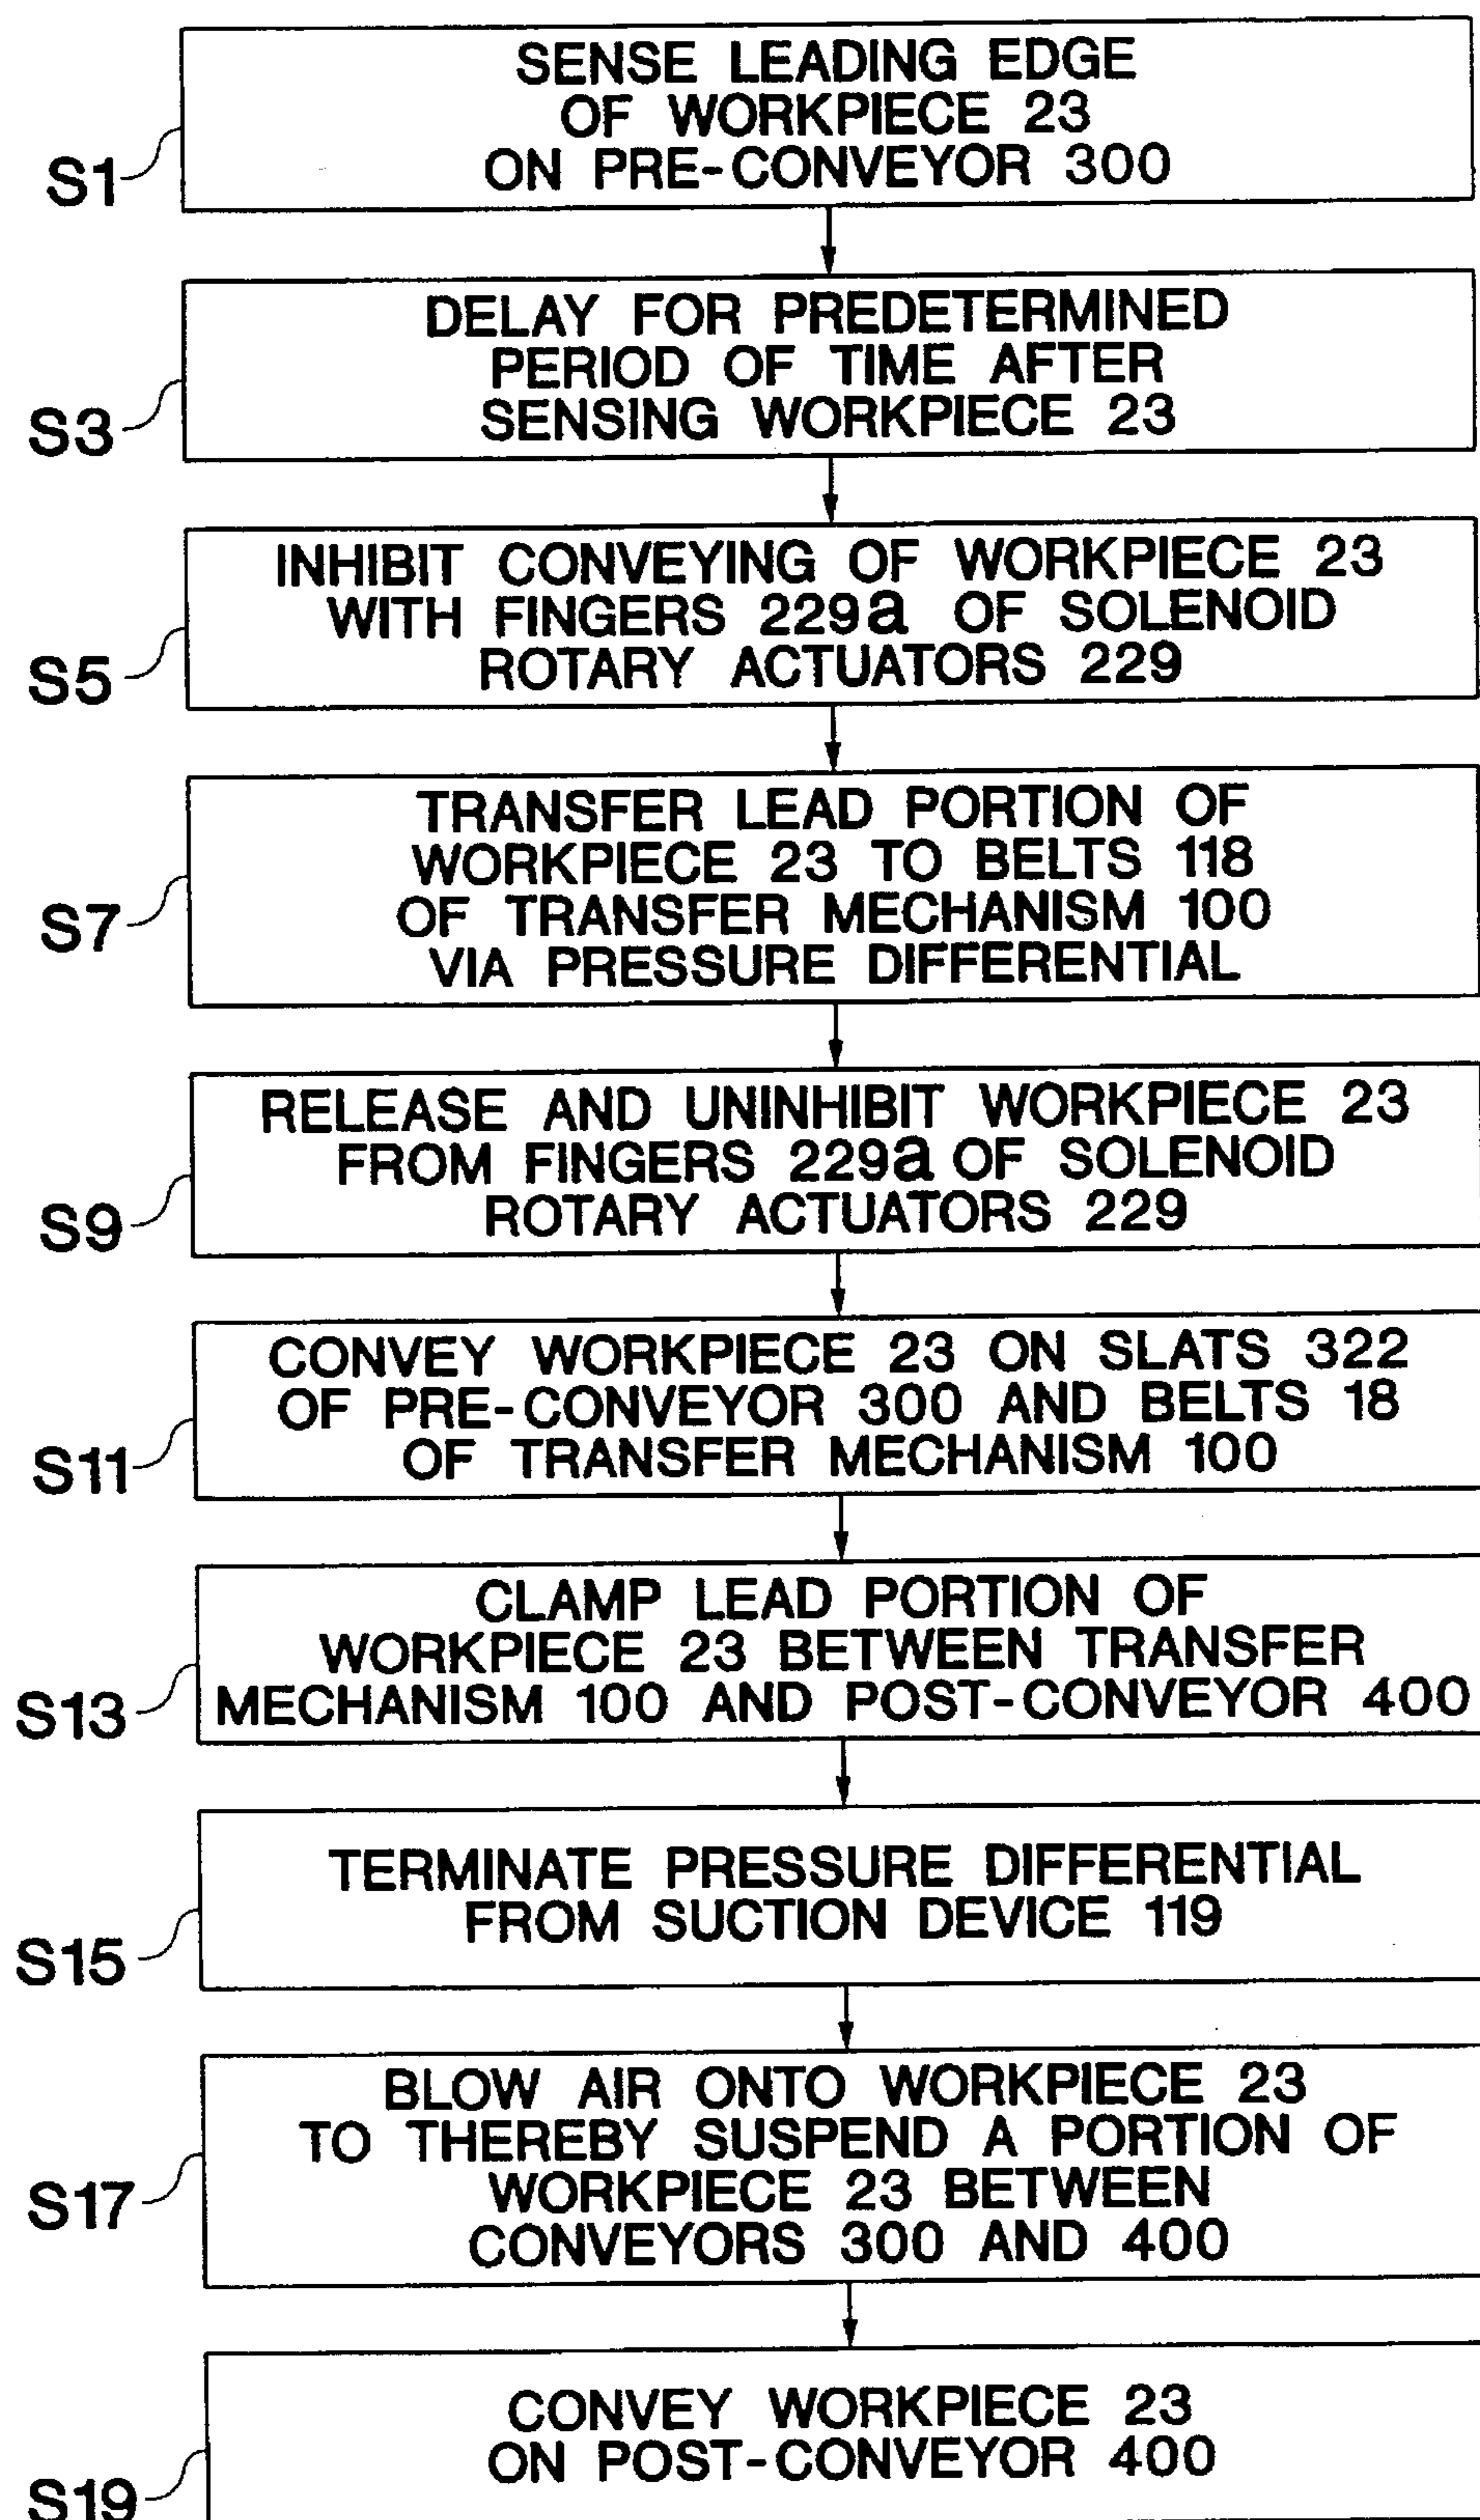 SENSE LEADING EDGE
OF WORKPIECE 23
ON PRE-CONVEYOR 300
S1
DELAY FOR PREDETERMINED
PERIOD OF TIME AFTER
SENSING WORKPIECE 23
S3
INHIBIT CONVEYING OF WORKPIECE 23
WITH FINGERS 229a OF SOLENOID
ROTARY ACTUATORS 229
S5
TRANSFER LEAD PORTION OF
WORKPIECE 23 TO BELTS 118
OF TRANSFER MECHANISM 100
VIA PRESSURE DIFFERENTIAL
S7
RELEASE AND UNINHIBIT WORKPIECE 23
FROM FINGERS 229a OF SOLENOID
ROTARY ACTUATORS 229
S9
CONVEY WORKPIECE 23 ON SLATS 322
OF PRE-CONVEYOR 300 AND BELTS 18
OF TRANSFER MECHANISM 100
S11
CLAMP LEAD PORTION OF
WORKPIECE 23 BETWEEN TRANSFER
MECHANISM 100 AND POST-CONVEYOR 400
S13
TERMINATE PRESSURE DIFFERENTIAL
FROM SUCTION DEVICE 119
S15
BLOW AIR ONTO WORKPIECE 23
TO THEREBY SUSPEND A PORTION OF
WORKPIECE 23 BETWEEN
CONVEYORS 300 AND 400
S17
CONVEY WORKPIECE 23
ON POST-CONVEYOR 400
S19